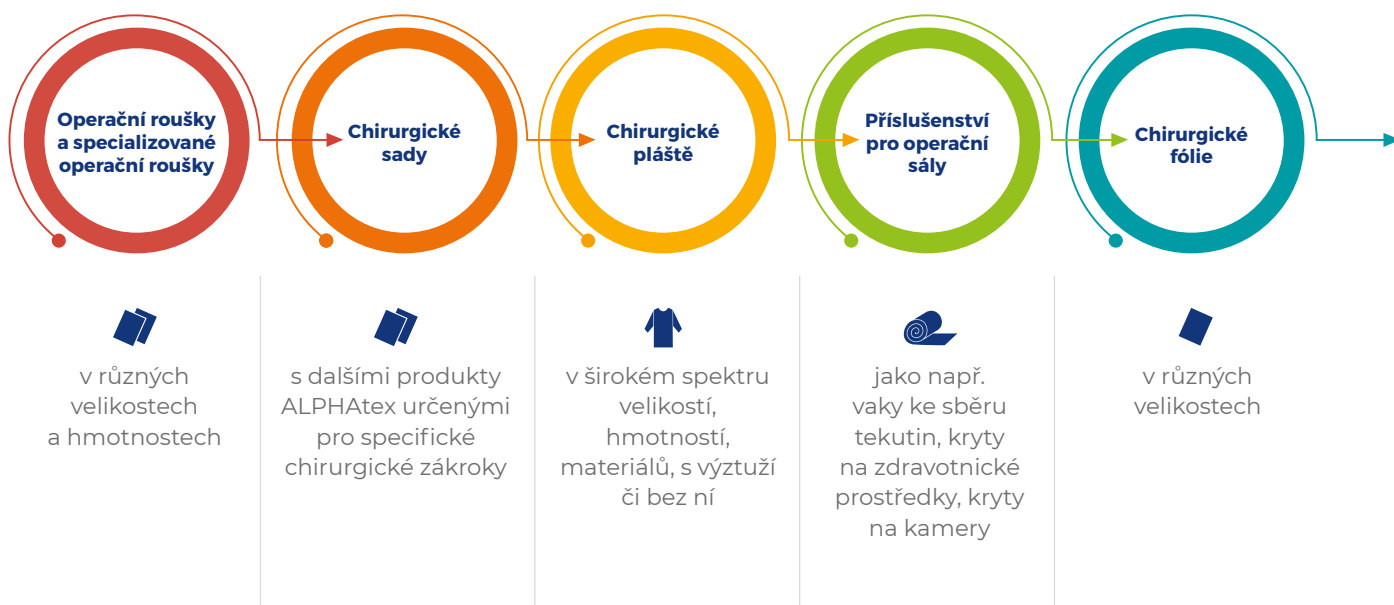 Operační roušky
a specializované
operační roušky
Chirurgické
sady
Chirurgické
pláště
Příslušenství
pro operační
sály
Chirurgické
fólie
v různých
velikostech
a hmotnostech
s dalšími produkty
ALPHAtex určenými
pro specifické
chirurgické zákroky
v širokém spektru
velikostí,
hmotností,
materiálů, s výztuží
či bez ní
jako např.
vaky ke sběru
tekutin, kryty
na zdravotnické
prostředky, kryty
na kamery
v různých
velikostech